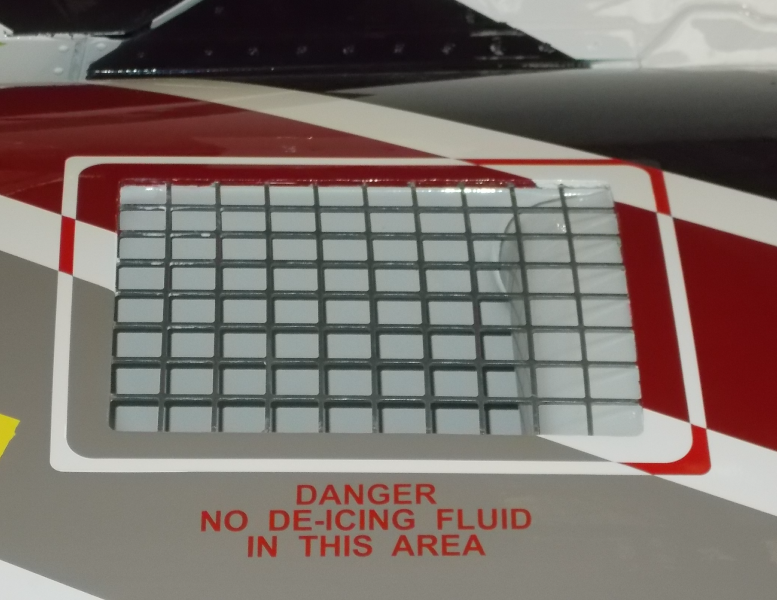 DANGER
NO DE-ICING FLUID
IN THIS AREA